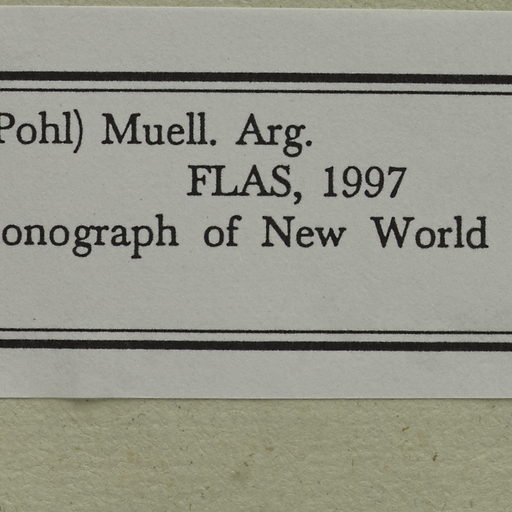 Pohl) Muell. Arg.
FLAS, 1997
onograph of New World